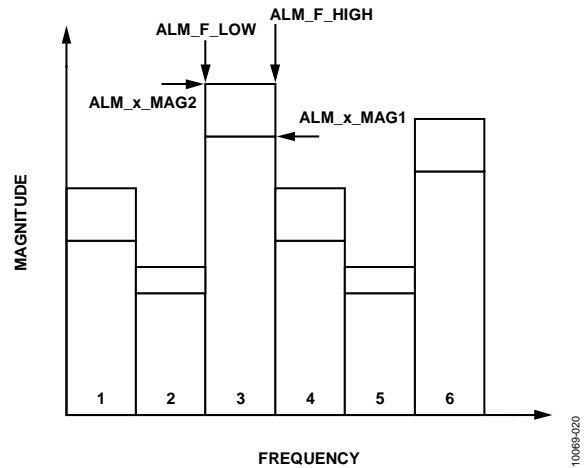 ALM_F_LOW
ALM_F_HIGH
ALM_x_MAG2
ALM_x_MAG1
MAGNITUDE
1 2 3 4 5 6
FREQUENCY
10069-020